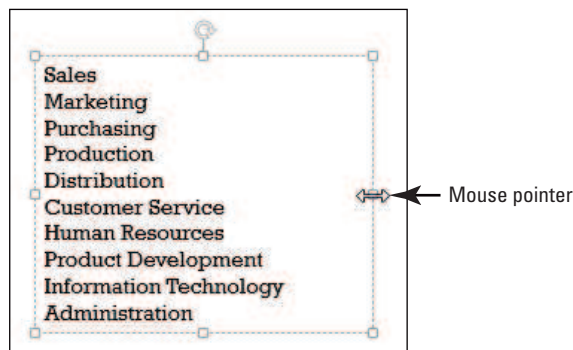 Sales
Marketing
Purchasing
Production
Distribution
Customer Service
Human Resources
Product Development
Information Technology
Administration
Mouse pointer